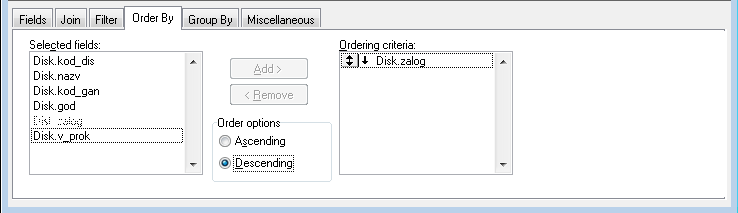 Fields Join Filter Order By Group By Miscellaneous
Selected fields:
Disk.kod_dis
Disk.nazv
Disk.kod_gan
Disk.god
Disk.zalog
Disk.v_prok
Add >
< Remove
Order options
Ascending
Descending
Ordering criteria:
Disk.zalog